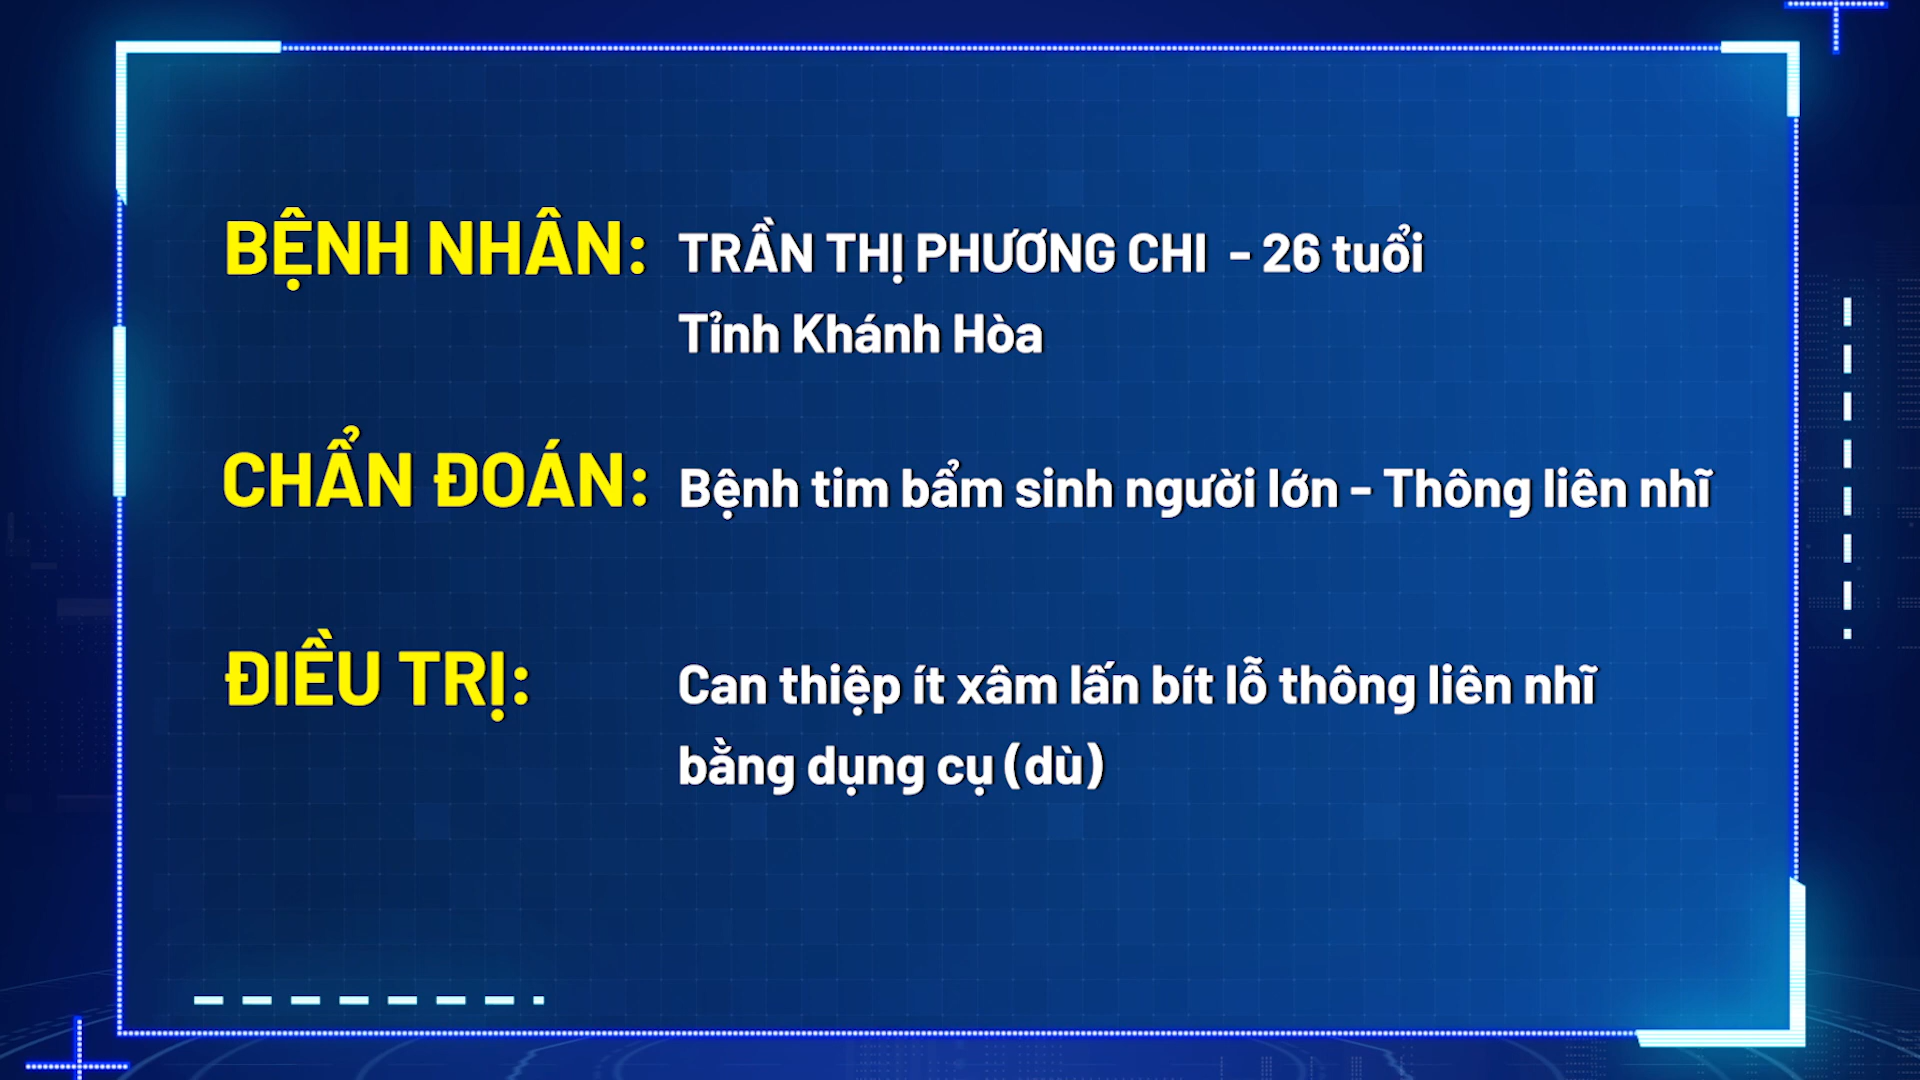 BỆNH NHÂN: TRẦN THỊ PHƯƠNG CHI - 26 tuổi
Tỉnh Khánh Hòa
CHẨN ĐOÁN: Bệnh tim bẩm sinh người lớn - Thông liên nhĩ
ĐIỀU TRỊ: Can thiệp ít xâm lấn bít lỗ thông liên nhĩ
bằng dụng cụ (dù)